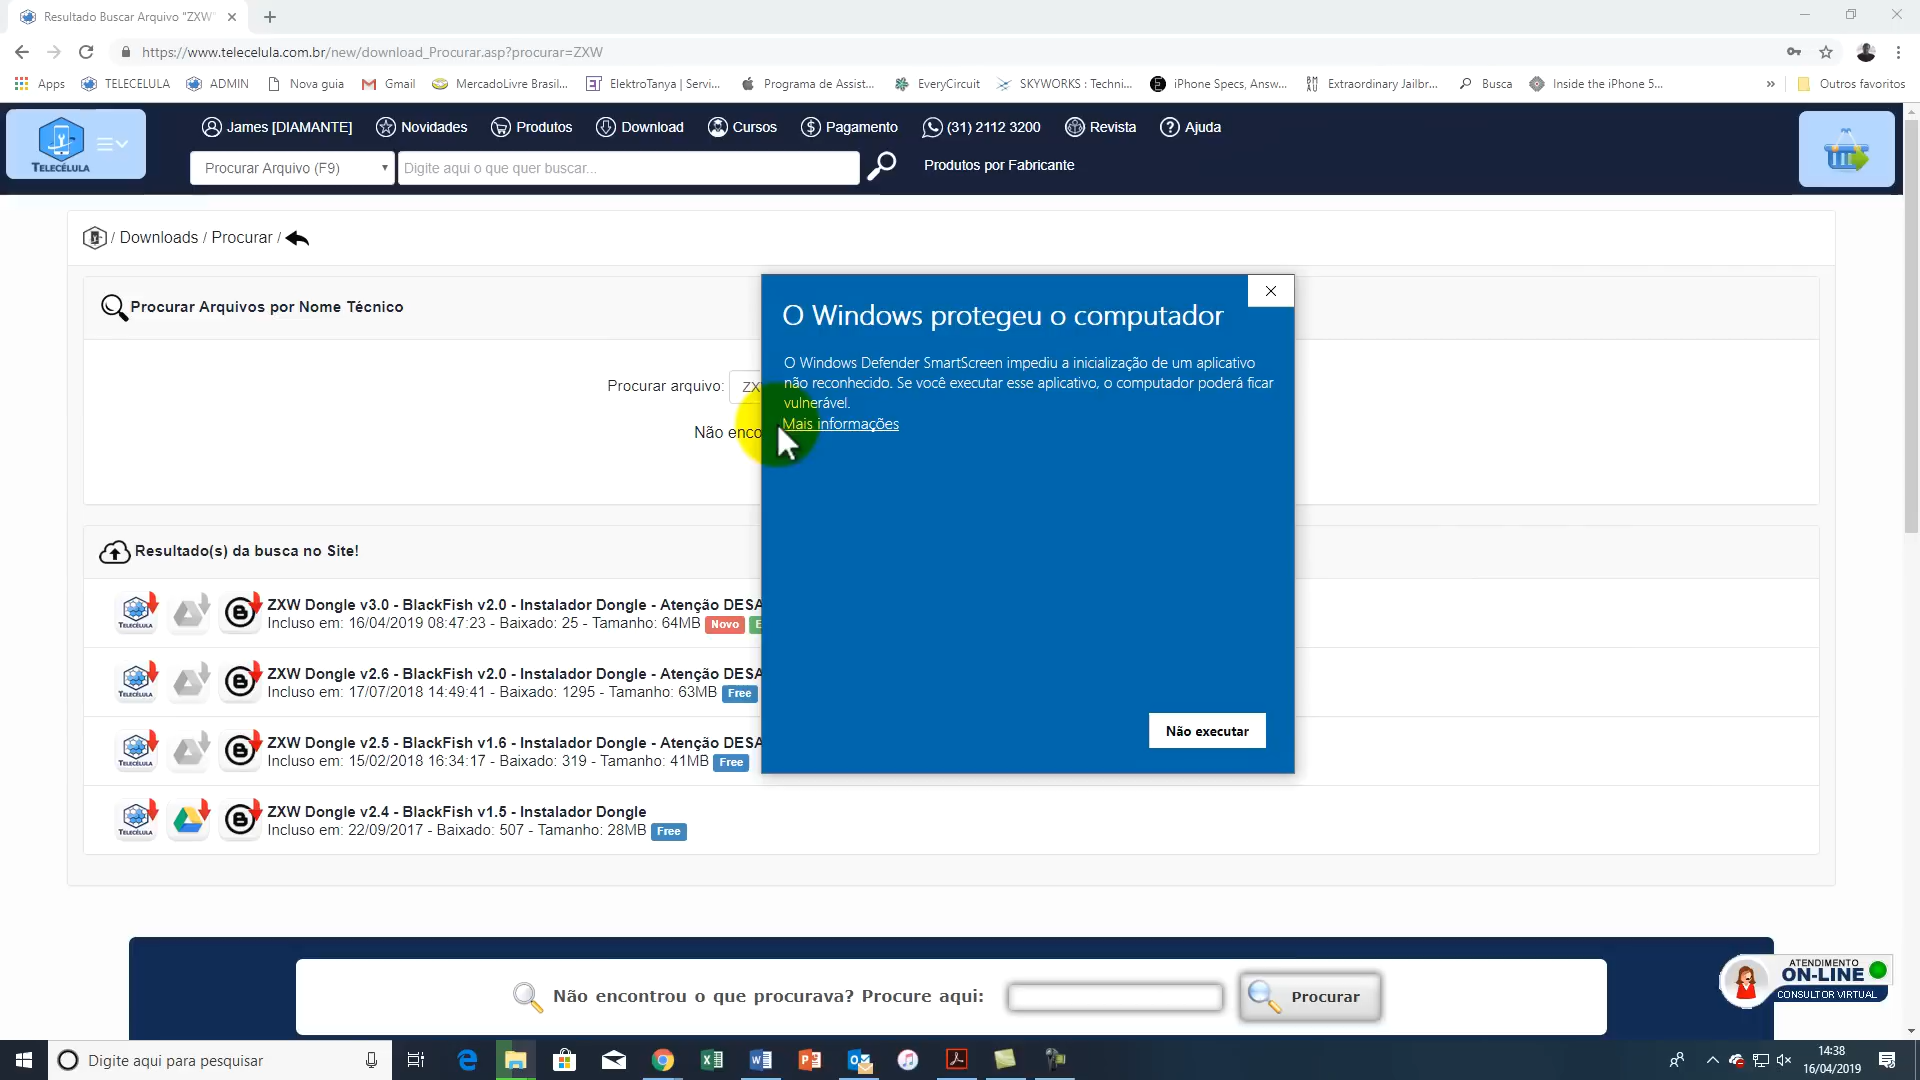 Resultado Buscar Arquivo "ZXW"
https://www.telecelula.com.br/new/download_Procurar.asp?procurar=ZXW
Apps
TELECELULA
ADMIN
Nova guia
Gmail
MercadoLivre Brasil...
ElektroTanya | Servi...
Programa de Assist...
EveryCircuit
SKYWORKS : Techni...
iPhone Specs, Answ...
Extraordinary Jailbr...
Busca
Inside the iPhone 5...
»
Outros favoritos
TELECÉLULA
James [DIAMANTE]
Novidades
Produtos
Download
Cursos
Pagamento
(31) 2112 3200
Revista
Ajuda
Procurar Arquivo (F9)
Digite aqui o que quer buscar...
Produtos por Fabricante
/ Downloads / Procurar /
Procurar Arquivos por Nome Técnico
Procurar arquivo: ZX
Não enco
O Windows protegeu o computador
O Windows Defender SmartScreen impediu a inicialização de um aplicativo
não reconhecido. Se você executar esse aplicativo, o computador poderá ficar
vulnerável.
Mais informações
Não executar
Resultado(s) da busca no Site!
TELECÉLULA
ZXW Dongle v3.0 - BlackFish v2.0 - Instalador Dongle - Atenção DESA
Incluso em: 16/04/2019 08:47:23 - Baixado: 25 - Tamanho: 64MB Novo E
TELECÉLULA
ZXW Dongle v2.6 - BlackFish v2.0 - Instalador Dongle - Atenção DESA
Incluso em: 17/07/2018 14:49:41 - Baixado: 1295 - Tamanho: 63MB Free
TELECÉLULA
ZXW Dongle v2.5 - BlackFish v1.6 - Instalador Dongle - Atenção DESA
Incluso em: 15/02/2018 16:34:17 - Baixado: 319 - Tamanho: 41MB Free
TELECÉLULA
ZXW Dongle v2.4 - BlackFish v1.5 - Instalador Dongle
Incluso em: 22/09/2017 - Baixado: 507 - Tamanho: 28MB Free
Não encontrou o que procurava? Procure aqui:
Procurar
ATENDIMENTO
ON-LINE
CONSULTOR VIRTUAL
Digite aqui para pesquisar
14:38
16/04/2019